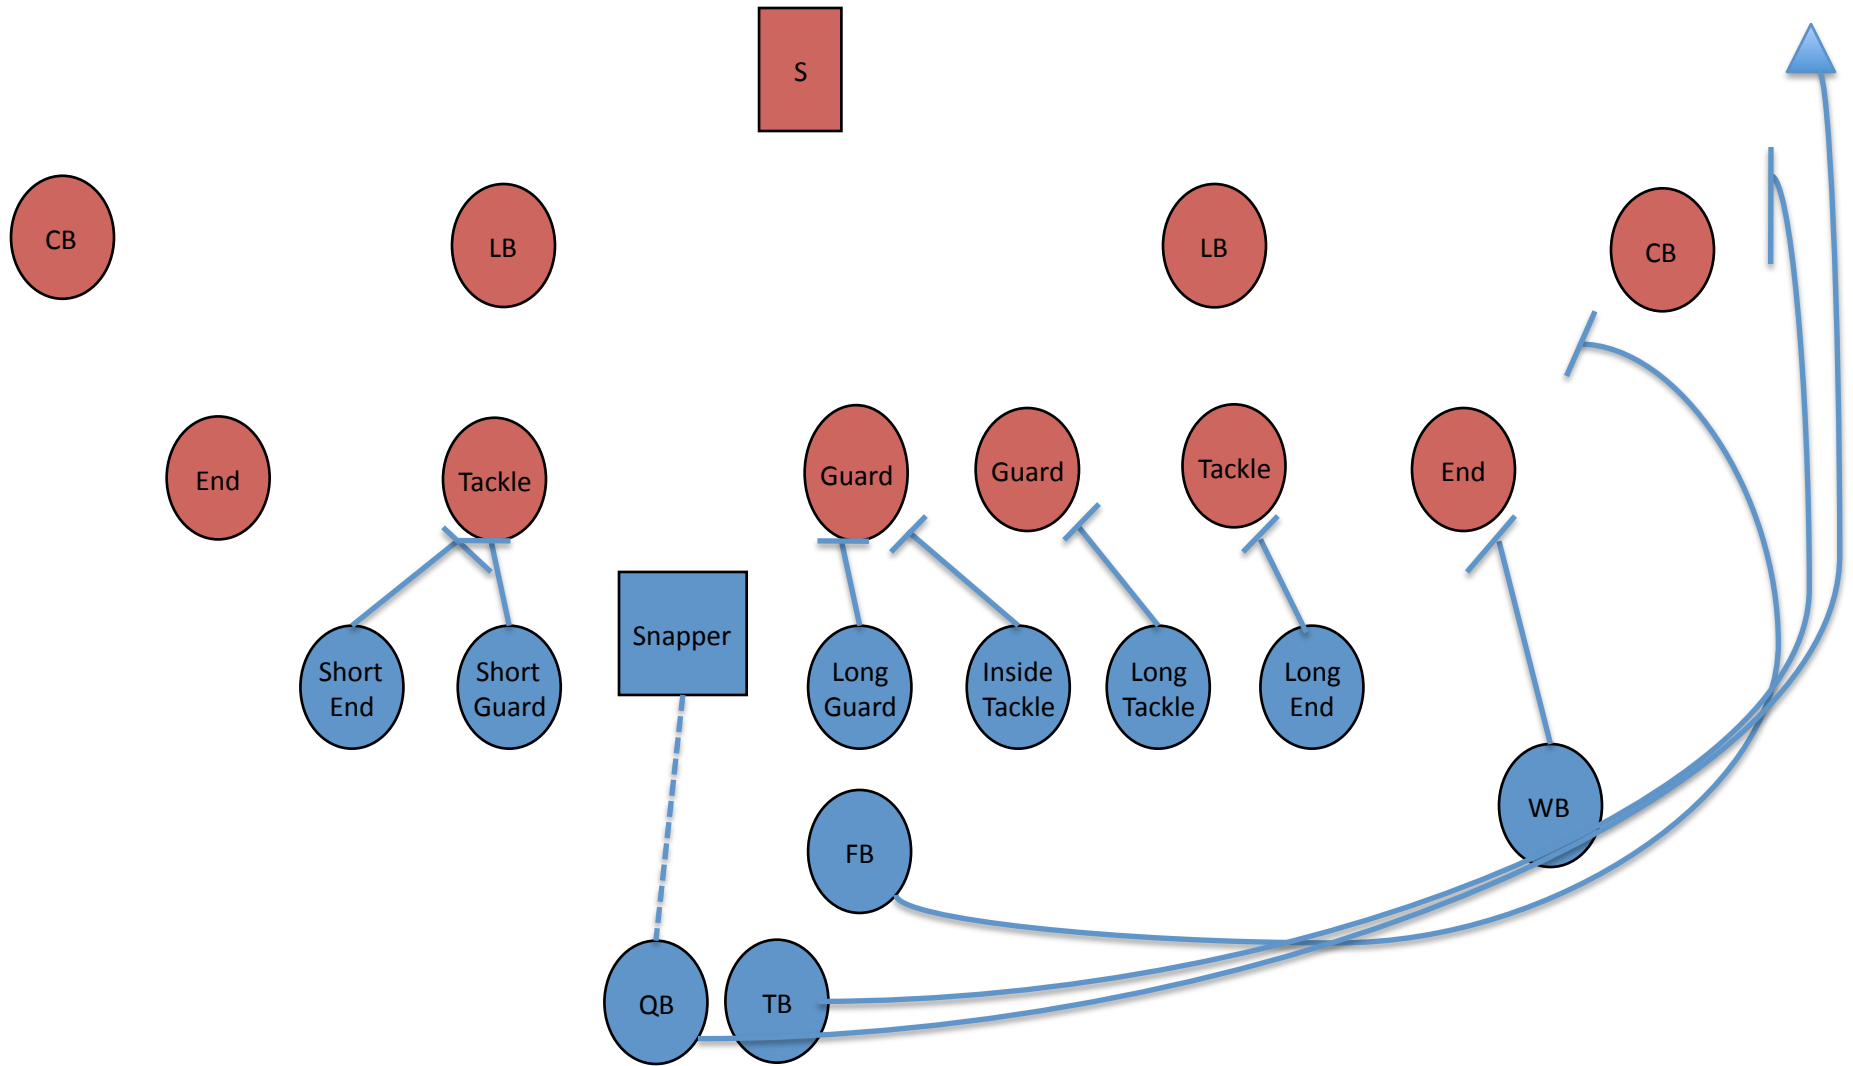 S
CB
LB
LB
CB
End
Tackle
Guard
Guard
Tackle
End
Snapper
Short
End
Short
Guard
Long
Guard
Inside
Tackle
Long
Tackle
Long
End
WB
FB
QB
TB